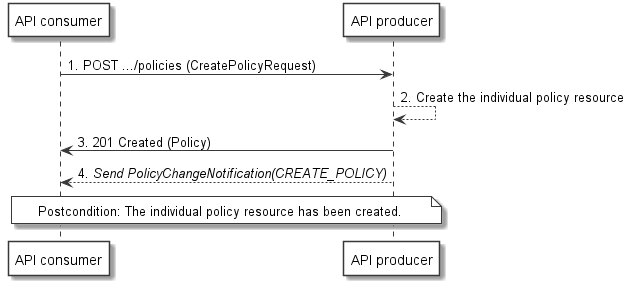 API consumer
API producer
1. POST .../policies (CreatePolicyRequest)
2. Create the individual policy resource
3. 201 Created (Policy)
4. Send PolicyChangeNotification(CREATE_POLICY)
Postcondition: The individual policy resource has been created.
API consumer
API producer